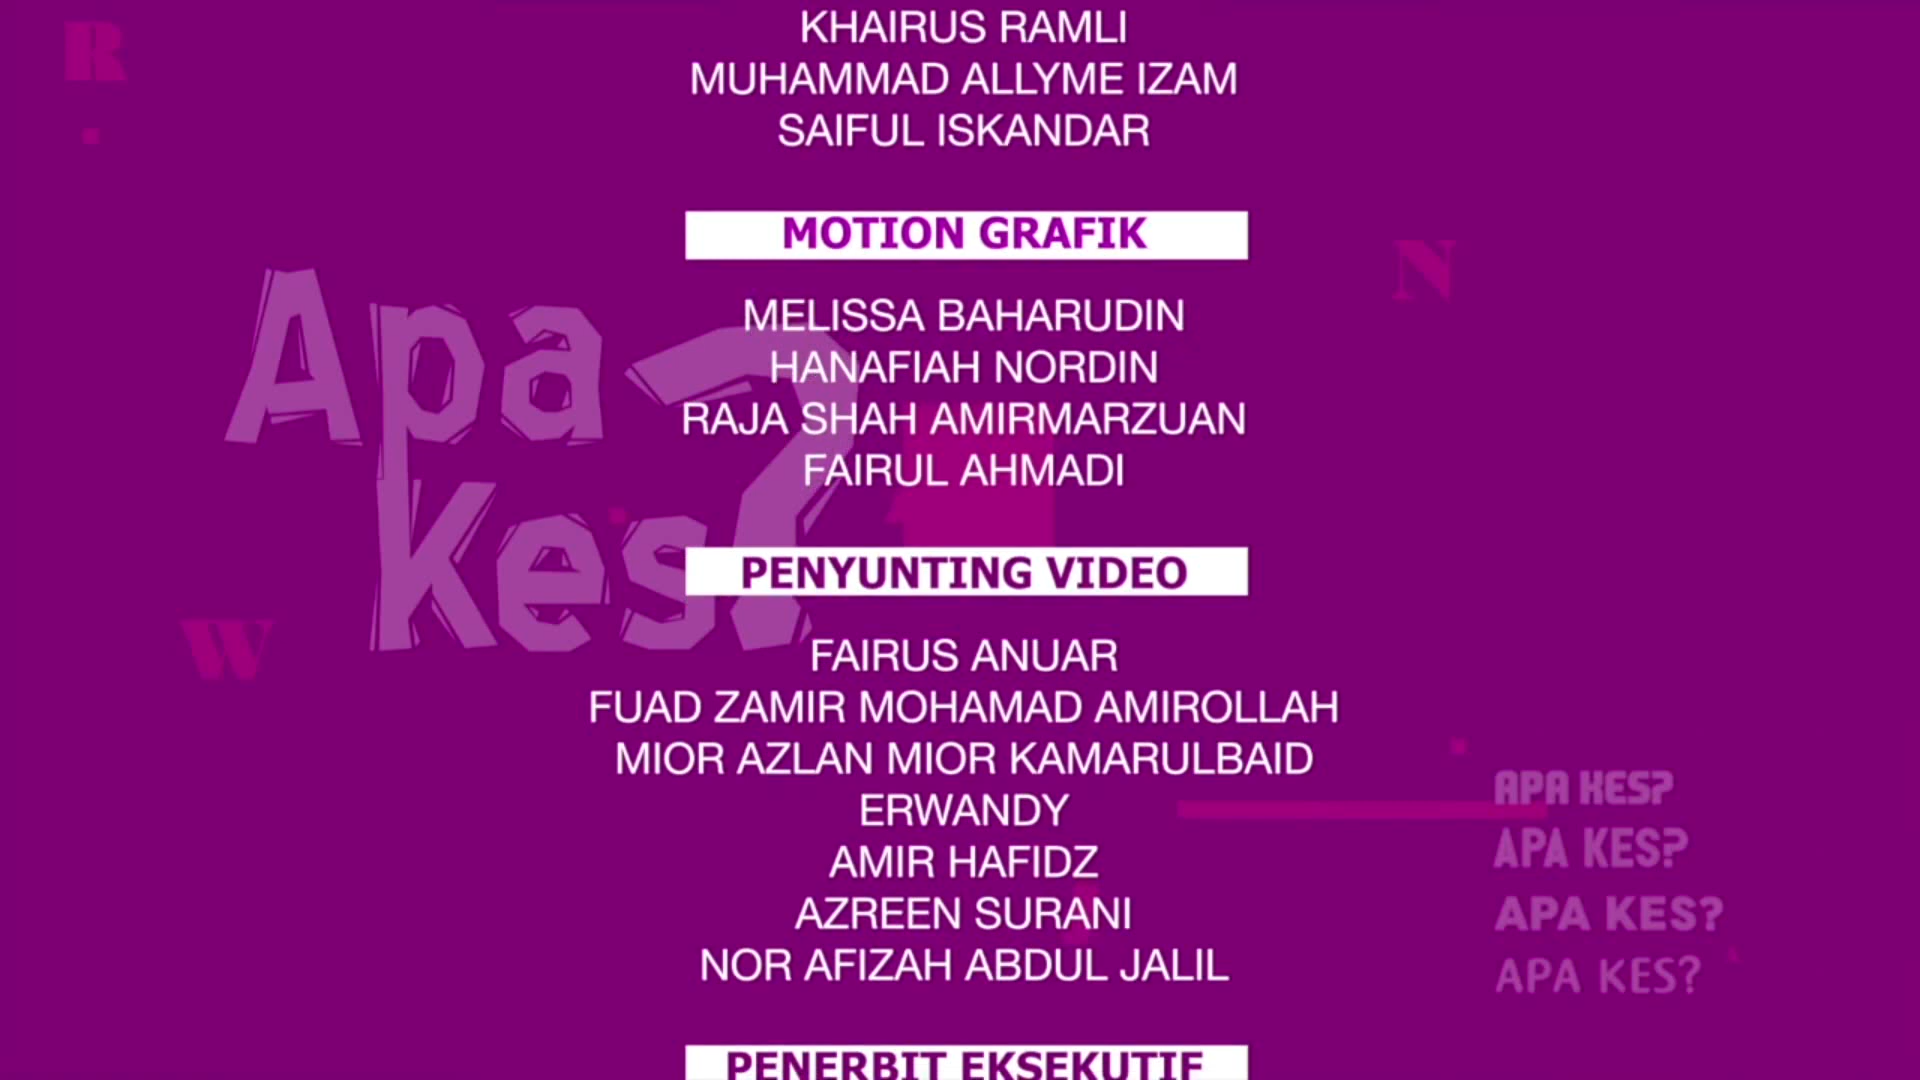 KHAIRUS RAMLI
MUHAMMAD ALLYME IZAM
SAIFUL ISKANDAR
R
MOTION GRAFIK
N
MELISSA BAHARUDIN
HANAFIAH NORDIN
RAJA SHAH AMIRMARZUAN
FAIRUL AHMADI
Apa
Kes?
PENYUNTING VIDEO
W
FAIRUS ANUAR
FUAD ZAMIR MOHAMAD AMIROLLAH
MIOR AZLAN MIOR KAMARULBAID
ERWANDY
AMIR HAFIDZ
AZREEN SURANI
NOR AFIZAH ABDUL JALIL
APA KES?
APA KES?
APA KES?
APA KES?
PENERBIT EKSEKUTIF